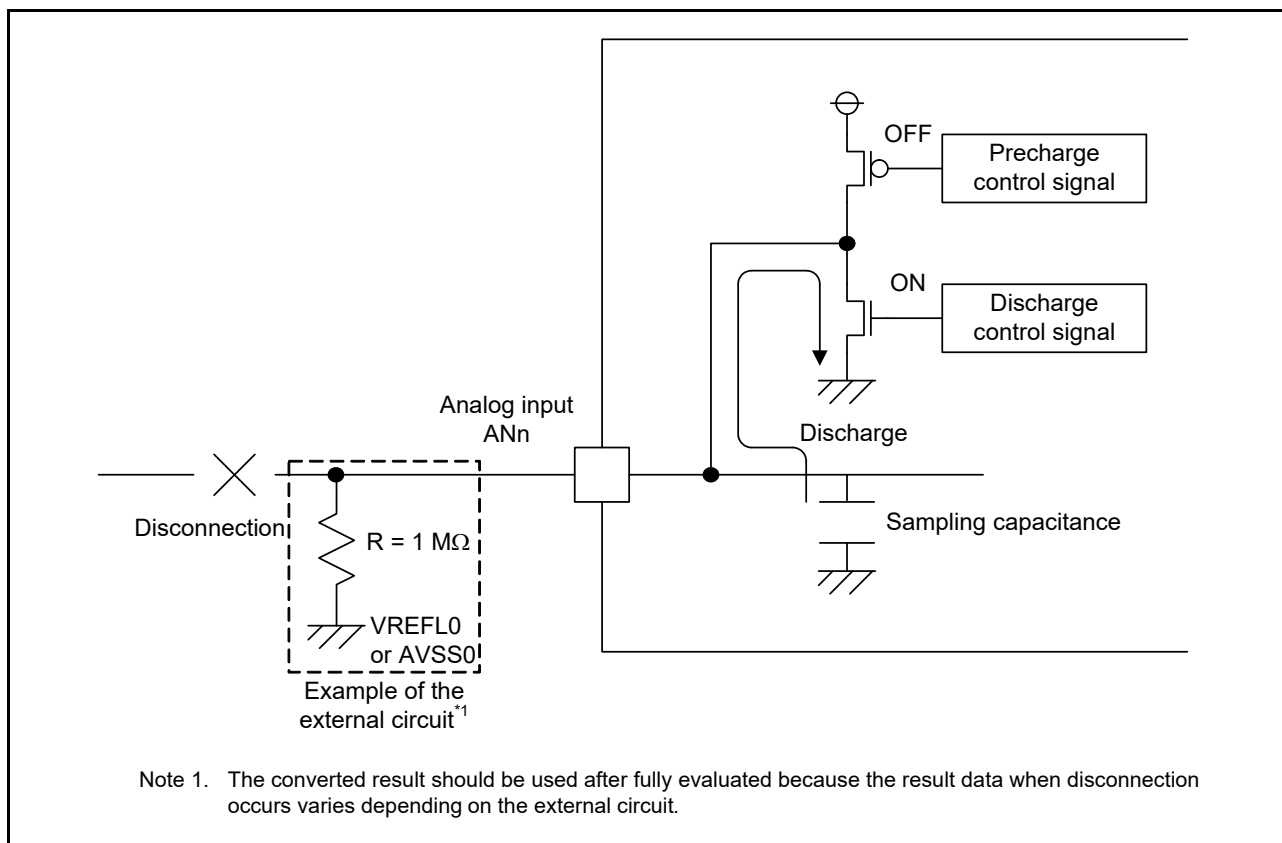 OFF
Precharge
control signal
ON
Discharge
control signal
Analog input
ANn
Discharge
Disconnection
R = 1 MΩ
Sampling capacitance
VREFL0
or AVSS0
Example of the
external circuit*1
Note 1. The converted result should be used after fully evaluated because the result data when disconnection
occurs varies depending on the external circuit.